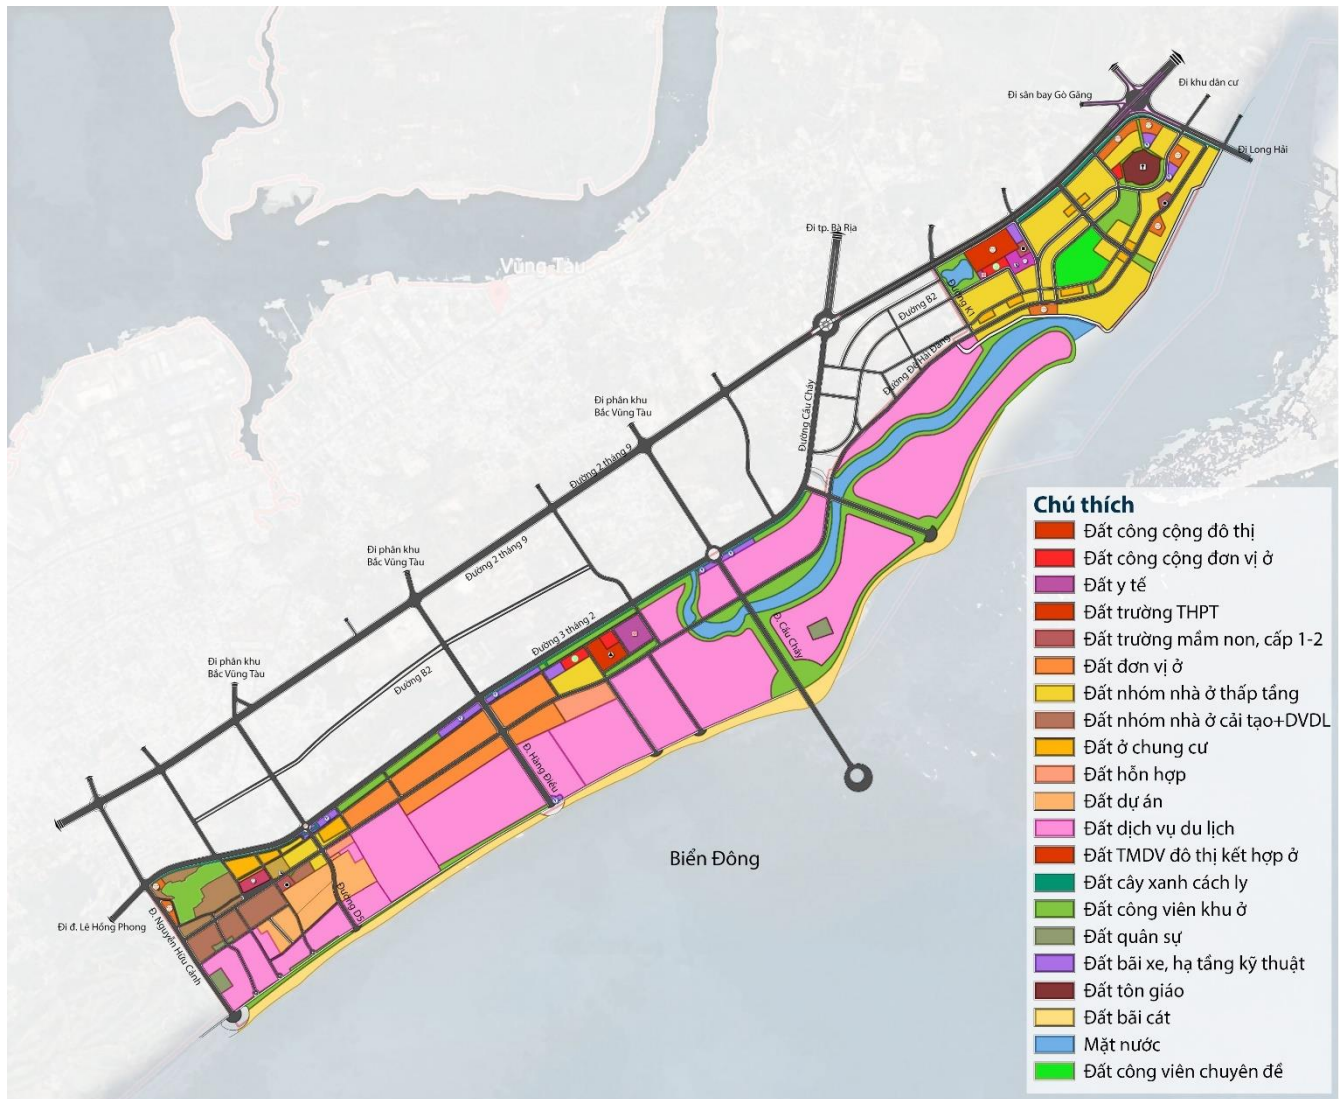 Đi khu dân cư
Đi sân bay Gò Găng
Đi Long Hải
Đi tp. Bà Rịa
Vũng Tàu
Đường K1
Đường B2
Đường Đê Hải Đăng
Đường Cầu Cháy
Đi phân khu
Bắc Vũng Tàu
Đường 2 tháng 9
Đi phân khu
Bắc Vũng Tàu
Đường 2 tháng 9
Đường 3 tháng 2
Đ. Cầu Cháy
Đi phân khu
Bắc Vũng Tàu
Đường B2
Đ. Hàng Điều
Biển Đông
Đường D5
Đi đ. Lê Hồng Phong
Đ. Nguyễn Hữu Cảnh
Chú thích
Đất công cộng đô thị
Đất công cộng đơn vị ở
Đất y tế
Đất trường THPT
Đất trường mầm non, cấp 1-2
Đất đơn vị ở
Đất nhóm nhà ở thấp tầng
Đất nhóm nhà ở cải tạo+DVDL
Đất ở chung cư
Đất hỗn hợp
Đất dự án
Đất dịch vụ du lịch
Đất TMDV đô thị kết hợp ở
Đất cây xanh cách ly
Đất công viên khu ở
Đất quân sự
Đất bãi xe, hạ tầng kỹ thuật
Đất tôn giáo
Đất bãi cát
Mặt nước
Đất công viên chuyên đề